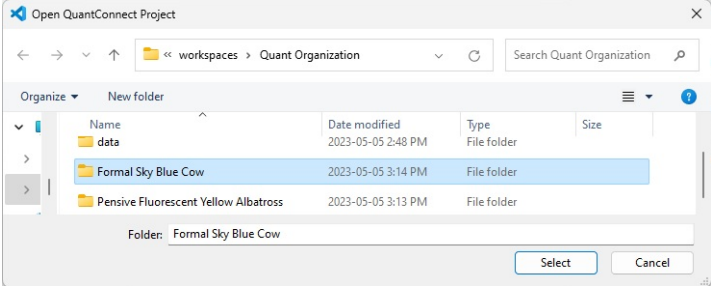 Open QuantConnect Project
« workspaces › Quant Organization
Search Quant Organization
Organize
New folder
Name Date modified Type Size
data 2023-05-05 2:48 PM File folder
Formal Sky Blue Cow 2023-05-05 3:14 PM File folder
Pensive Fluorescent Yellow Albatross 2023-05-05 3:13 PM File folder
Folder: Formal Sky Blue Cow
Select Cancel